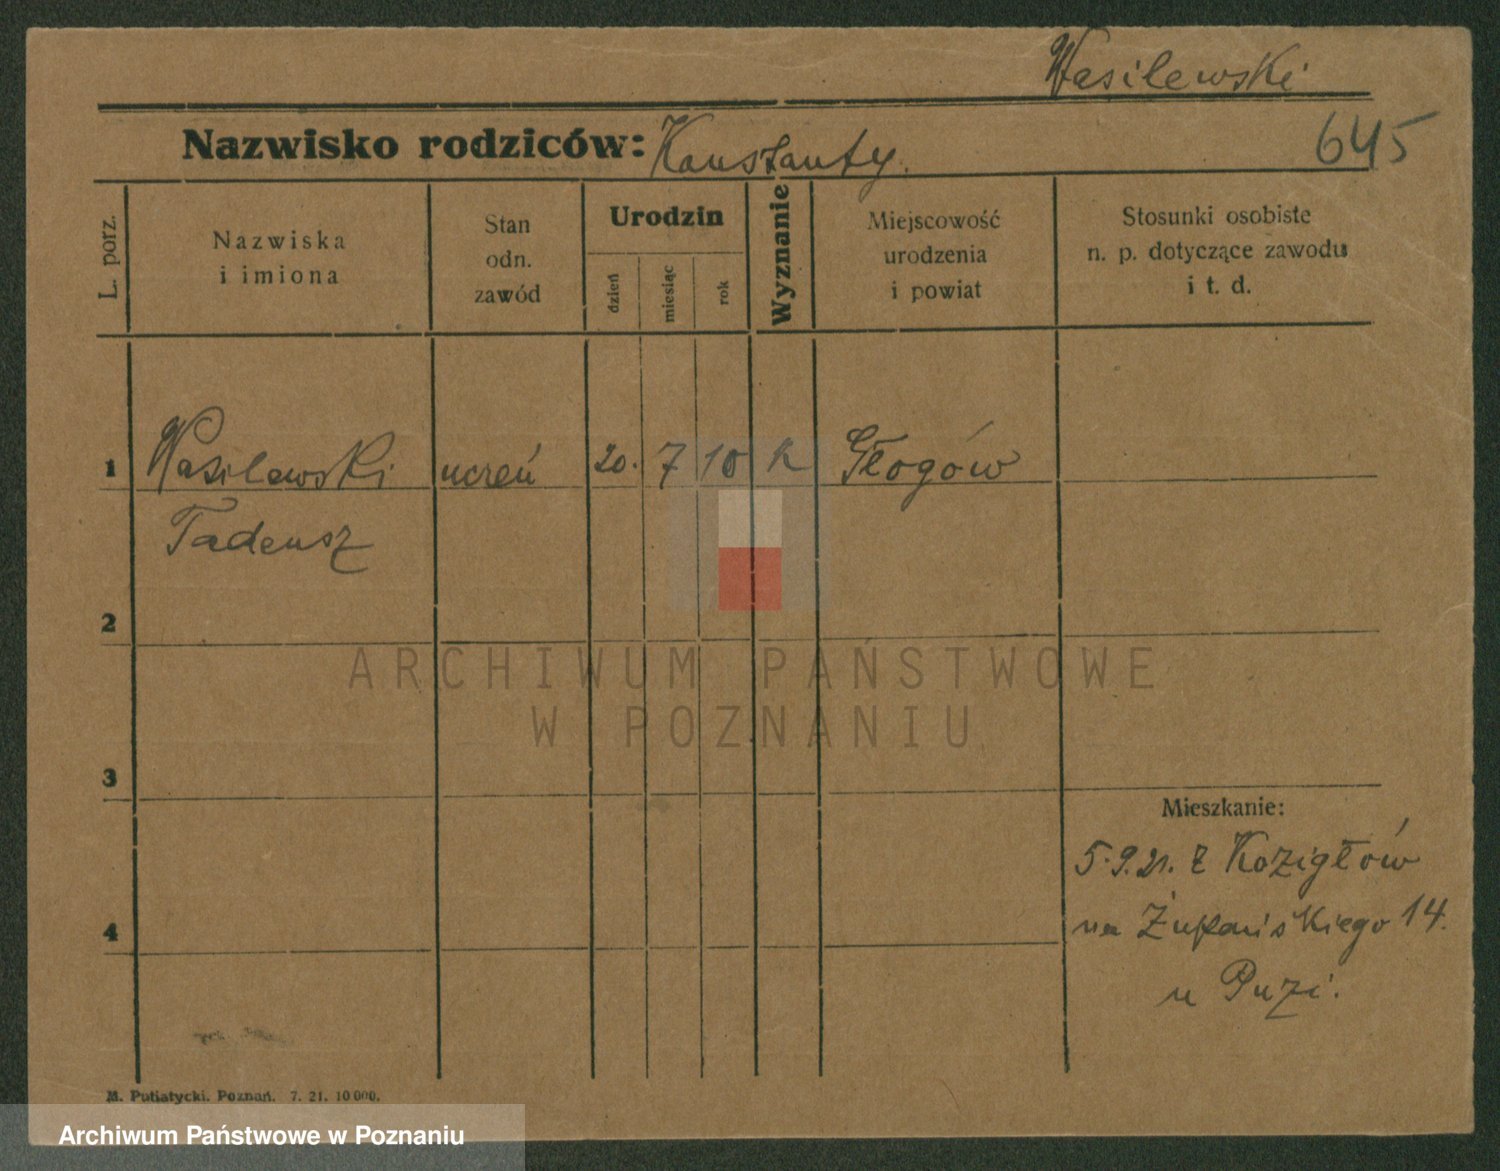 Wasilewski
Nazwisko rodziców: Konstanty.
645
L. porz.
Nazwiska
i imiona
Stan
odn.
zawód
Urodzin
dzień
miesiąc
rok
Wyznanie
Miejscowość
urodzenia
i powiat
Stosunki osobiste
n. p. dotyczące zawodu
i t. d.
1 Wasilewski uczeń 20. 7 10 k Głogów
Tadeusz
2
3
4
Mieszkanie:
5.9.21. z Kozigłów
na Żupańskiego 14.
u Puzi.
ARCHIWUM PAŃSTWOWE
W POZNANIU
M. Putiatycki. Poznań. 7. 21. 10 000.
Archiwum Państwowe w Poznaniu